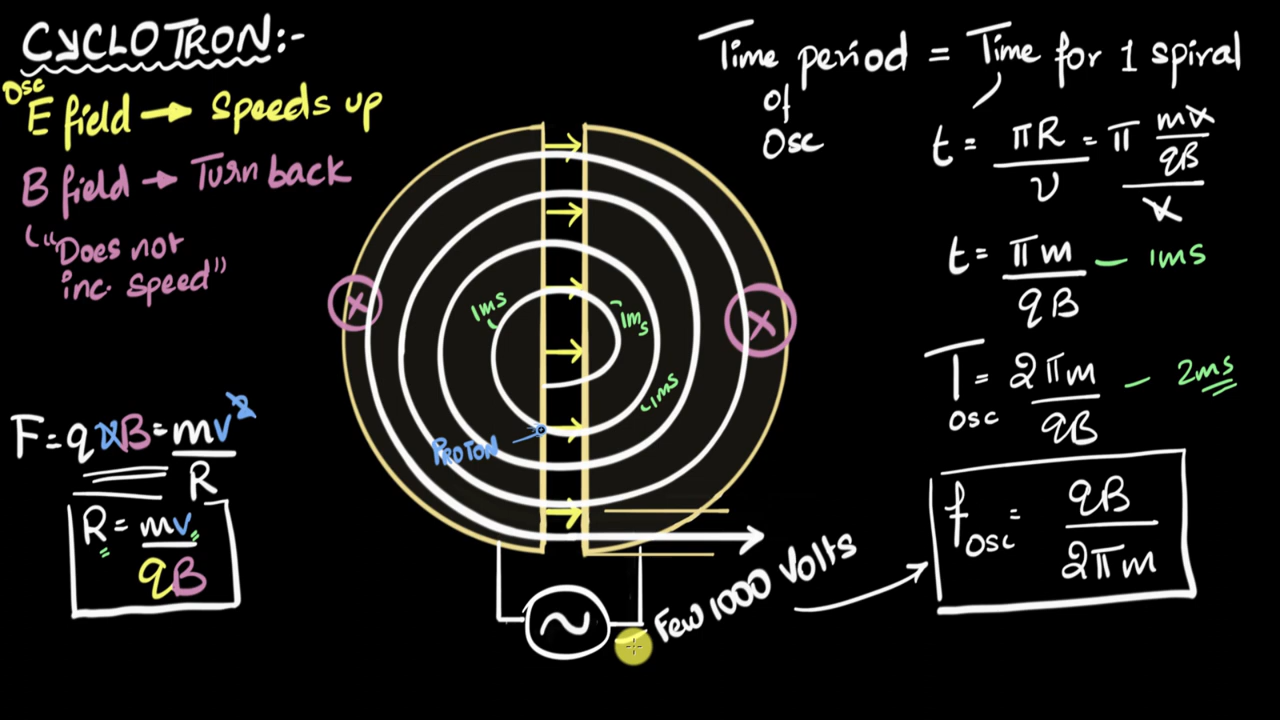 CYCLOTRON:-
Osc
E field → Speeds up
B field → Turn back
"Does not
inc. speed"
F = qvB = mv²/R
R = mv/qB
1ms
1ms
1ms
PROTON
~
Few 1000 Volts
Time period = Time for 1 spiral
of
Osc
t = πR/v = π mv/qB/v
t = πm/qB - 1ms
T osc = 2πm/qB - 2ms
f osc = qB/2πm